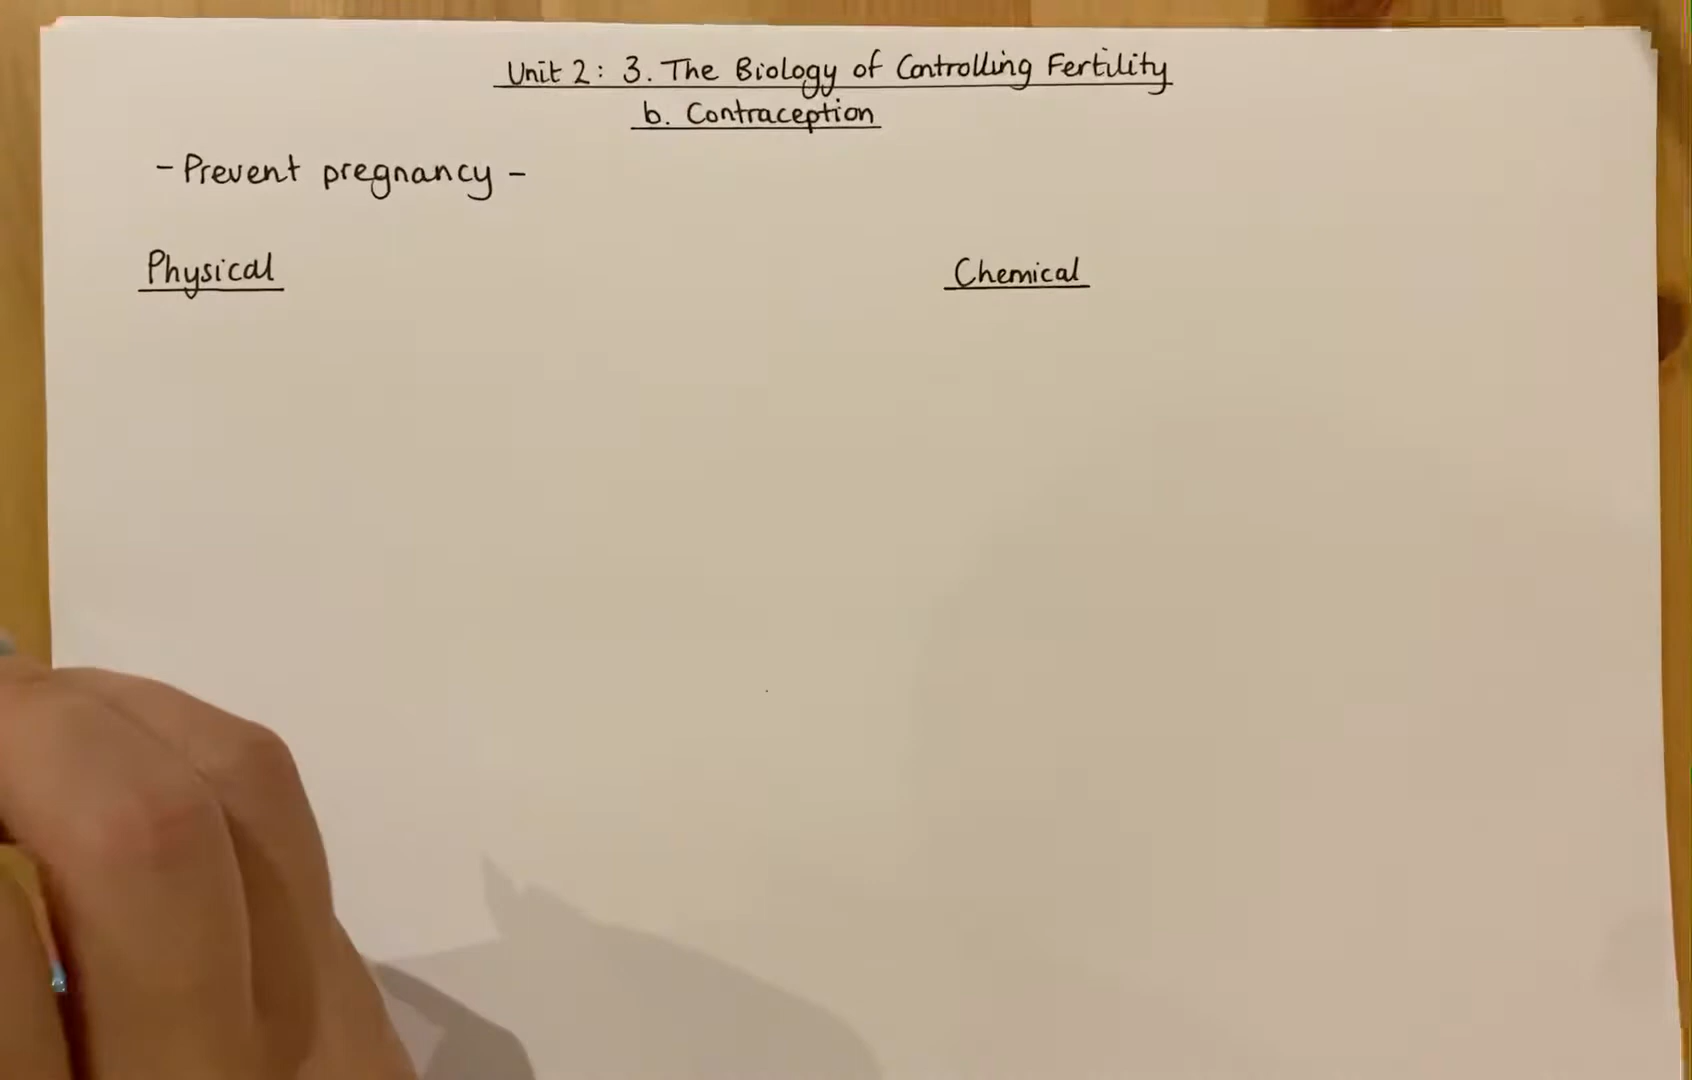 Unit 2: 3. The Biology of Controlling Fertility
b. Contraception
- Prevent pregnancy -
Physical
Chemical